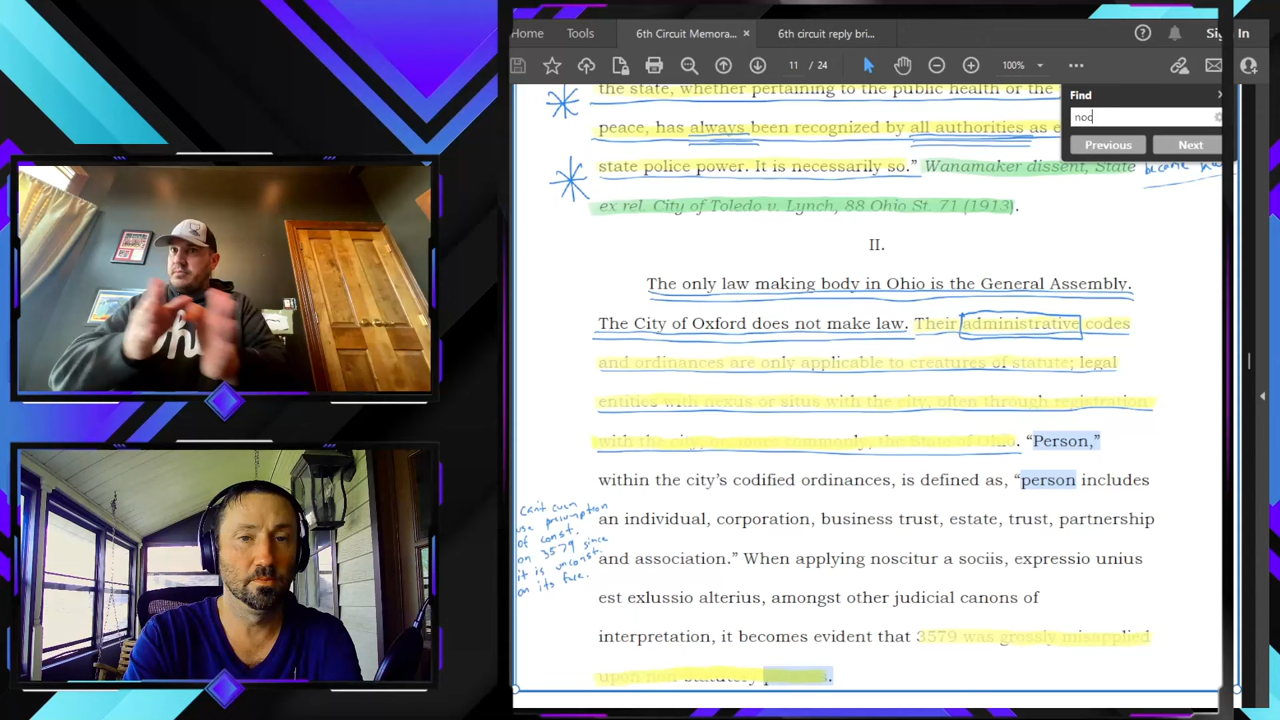 Home Tools 6th Circuit Memora... × 6th circuit reply bri... Sign In
11 / 24 100%
Find
noc
Previous Next
the state, whether pertaining to the public health or the
peace, has always been recognized by all authorities as
state police power. It is necessarily so.” Wanamaker dissent, State
become
ex rel. City of Toledo v. Lynch, 88 Ohio St. 71 (1913).
II.
The only law making body in Ohio is the General Assembly.
The City of Oxford does not make law. Their administrative codes
and ordinances are only applicable to creatures of statute; legal
entities with nexus or situs with the city, often through registration
with the city, or more commonly, the State of Ohio. “Person,”
within the city’s codified ordinances, is defined as, “person includes
an individual, corporation, business trust, estate, trust, partnership
and association.” When applying noscitur a sociis, expressio unius
est exlussio alterius, amongst other judicial canons of
interpretation, it becomes evident that 3579 was grossly misapplied
upon non statutory persons.
can't even
use presumption
of const.
on 3579 since
it is unconst.
on its face.